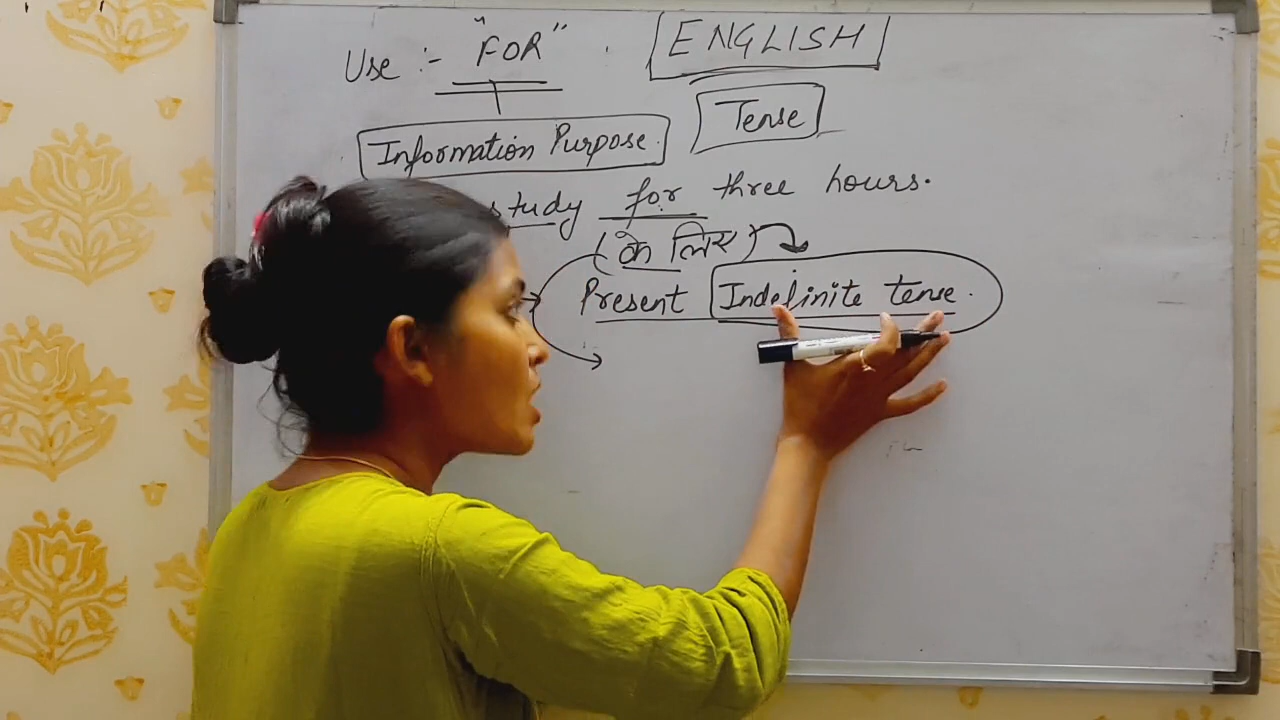 Use :- "FOR" . ENGLISH
Tense
Information Purpose.
study for three hours.
(के लिए)
Present Indefinite tense.